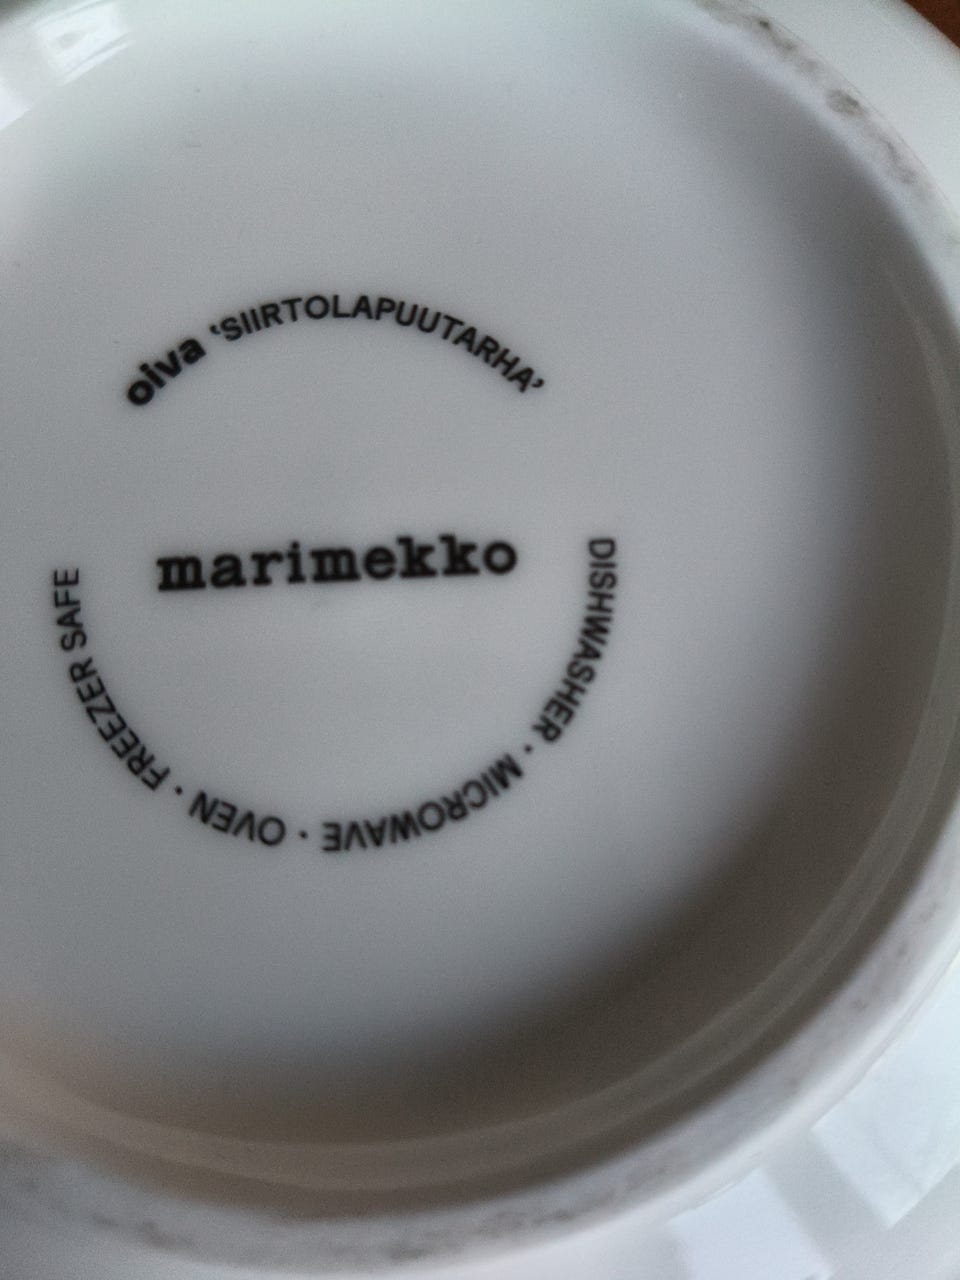 oiva ‘SIIRTOLAPUUTARHA’
marimekko
DISHWASHER · MICROWAVE · OVEN · FREEZER SAFE